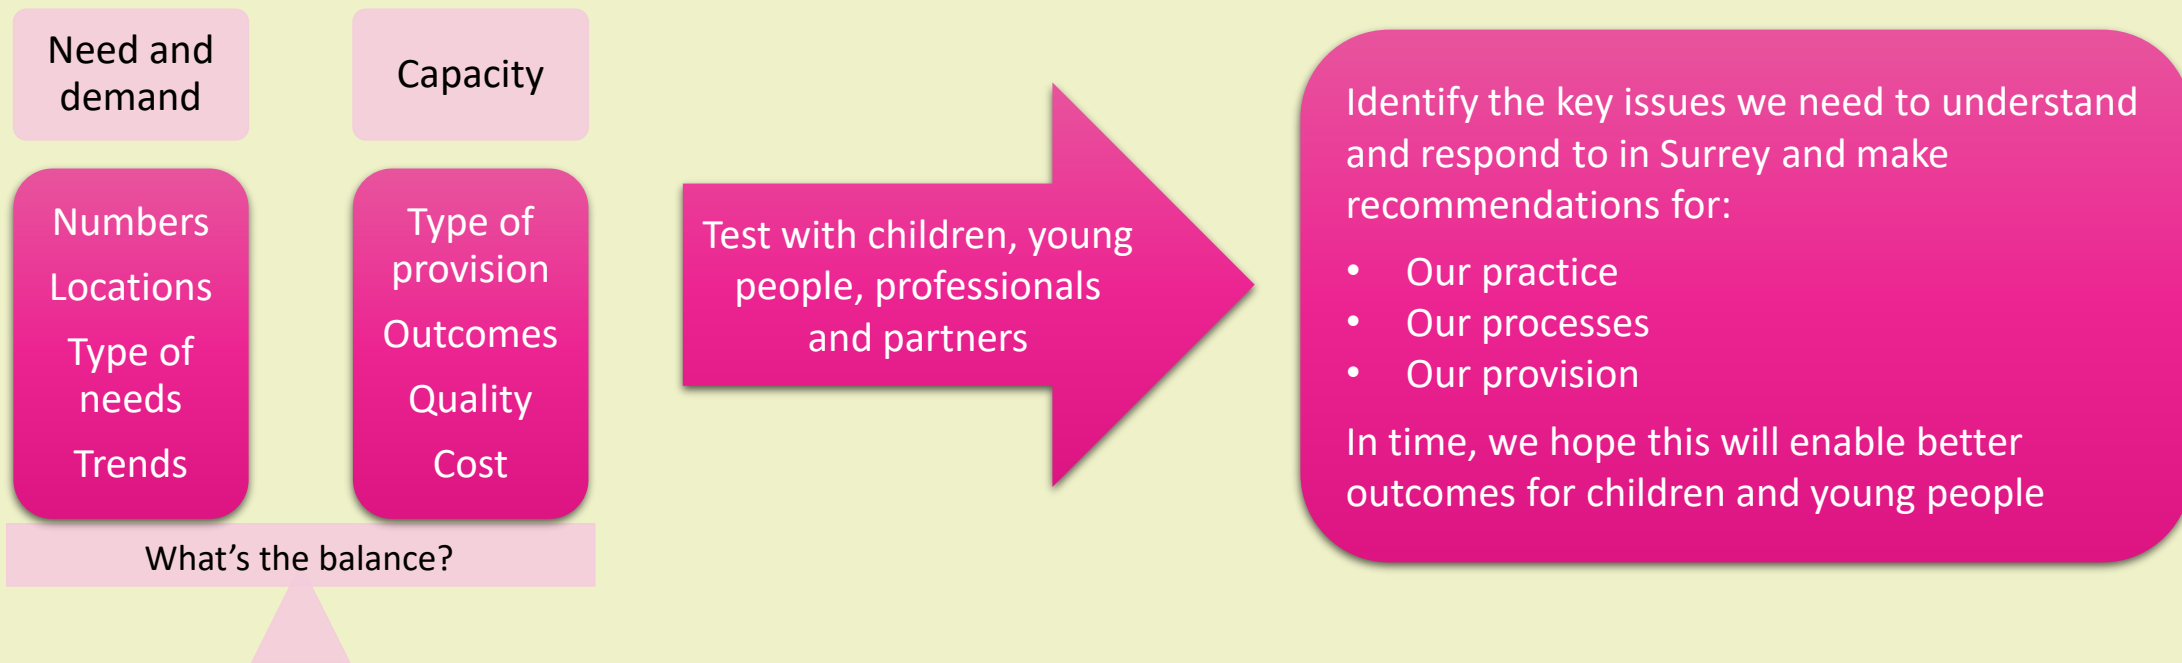 Need and
demand
Capacity
Numbers
Locations
Type of
needs
Trends
Type of
provision
Outcomes
Quality
Cost
What’s the balance?
Test with children, young
people, professionals
and partners
Identify the key issues we need to understand
and respond to in Surrey and make
recommendations for:
• Our practice
• Our processes
• Our provision
In time, we hope this will enable better
outcomes for children and young people